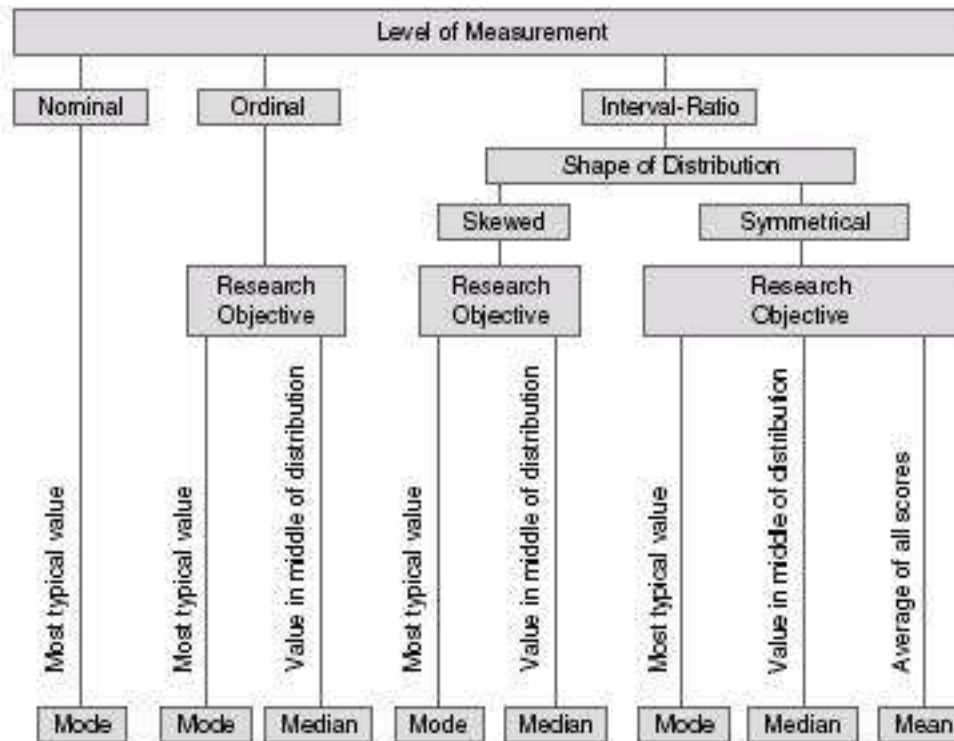 Level of Measurement
Nominal
Ordinal
Interval-Ratio
Shape of Distribution
Skewed
Symmetrical
Research
Objective
Research
Objective
Research
Objective
Most typical value
Most typical value
Value in middle of distribution
Most typical value
Value in middle of distribution
Most typical value
Value in middle of distribution
Average of all scores
Mode
Mode
Median
Mode
Median
Mode
Median
Mean